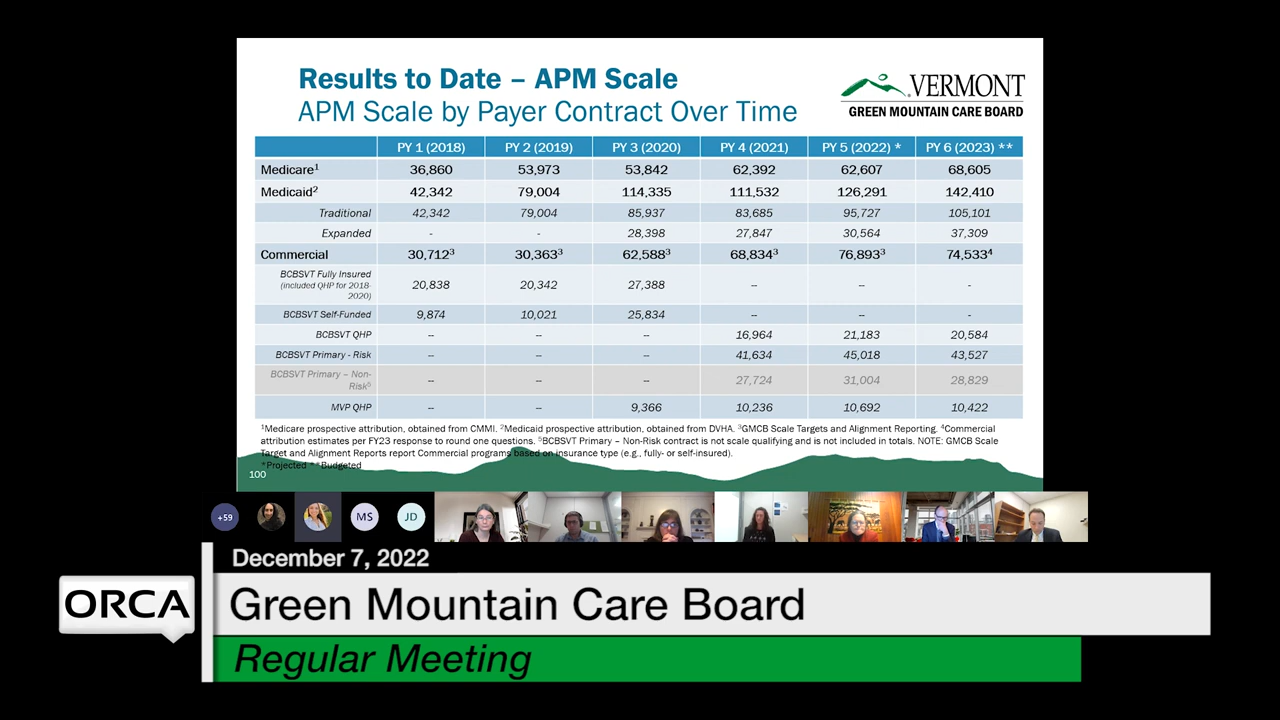 Results to Date – APM Scale
APM Scale by Payer Contract Over Time
VERMONT
GREEN MOUNTAIN CARE BOARD
PY 1 (2018) PY 2 (2019) PY 3 (2020) PY 4 (2021) PY 5 (2022) * PY 6 (2023) **
Medicare¹ 36,860 53,973 53,842 62,392 62,607 68,605
Medicaid² 42,342 79,004 114,335 111,532 126,291 142,410
Traditional 42,342 79,004 85,937 83,685 95,727 105,101
Expanded - - 28,398 27,847 30,564 37,309
Commercial 30,712³ 30,363³ 62,588³ 68,834³ 76,893³ 74,533⁴
BCBSVT Fully Insured
(included QHP for 2018-
2020) 20,838 20,342 27,388 -- -- -
BCBSVT Self-Funded 9,874 10,021 25,834 -- -- -
BCBSVT QHP -- -- -- 16,964 21,183 20,584
BCBSVT Primary - Risk -- -- -- 41,634 45,018 43,527
BCBSVT Primary – Non-
Risk⁵ -- -- -- 27,724 31,004 28,829
MVP QHP -- -- 9,366 10,236 10,692 10,422
¹Medicare prospective attribution, obtained from CMMI. ²Medicaid prospective attribution, obtained from DVHA. ³GMCB Scale Targets and Alignment Reporting. ⁴Commercial
attribution estimates per FY23 response to round one questions. ⁵BCBSVT Primary – Non-Risk contract is not scale qualifying and is not included in totals. NOTE: GMCB Scale
Target and Alignment Reports report Commercial programs based on insurance type (e.g., fully- or self-insured).
*Projected **Budgeted
100
+59 MS JD
December 7, 2022
ORCA
Green Mountain Care Board
Regular Meeting